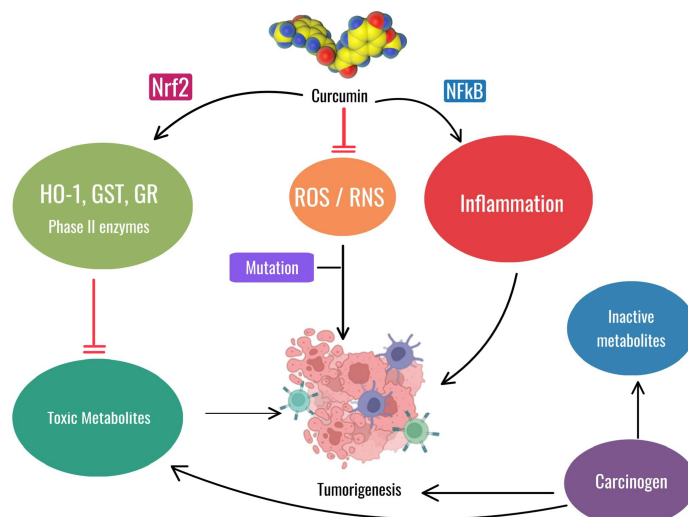 Nrf2
Curcumin
NFkB
HO-1, GST, GR
Phase II enzymes
ROS / RNS
Inflammation
Mutation
Inactive
metabolites
Toxic Metabolites
Carcinogen
Tumorigenesis